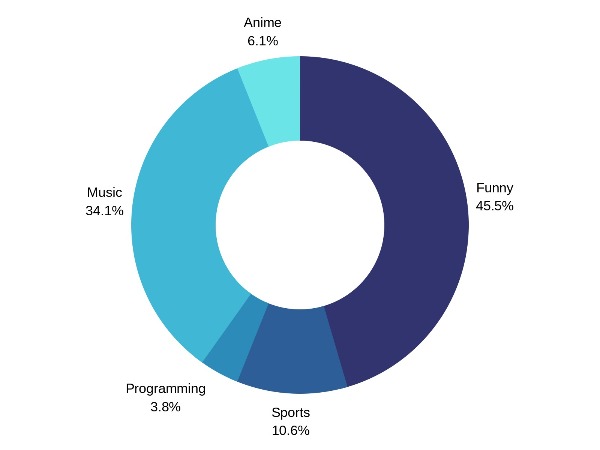 Anime
6.1%
Funny
45.5%
Music
34.1%
Programming
3.8%
Sports
10.6%